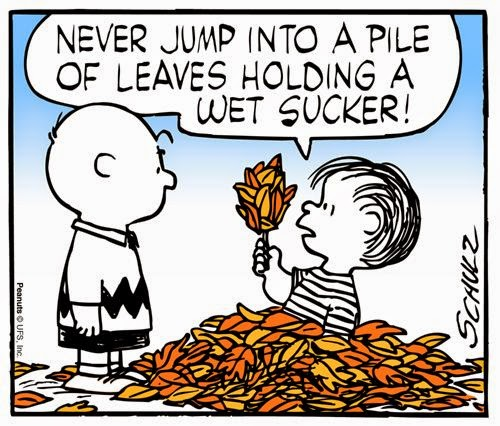 NEVER JUMP INTO A PILE
OF LEAVES HOLDING A
WET SUCKER!
SCHULZ
Peanuts © UFS, Inc.